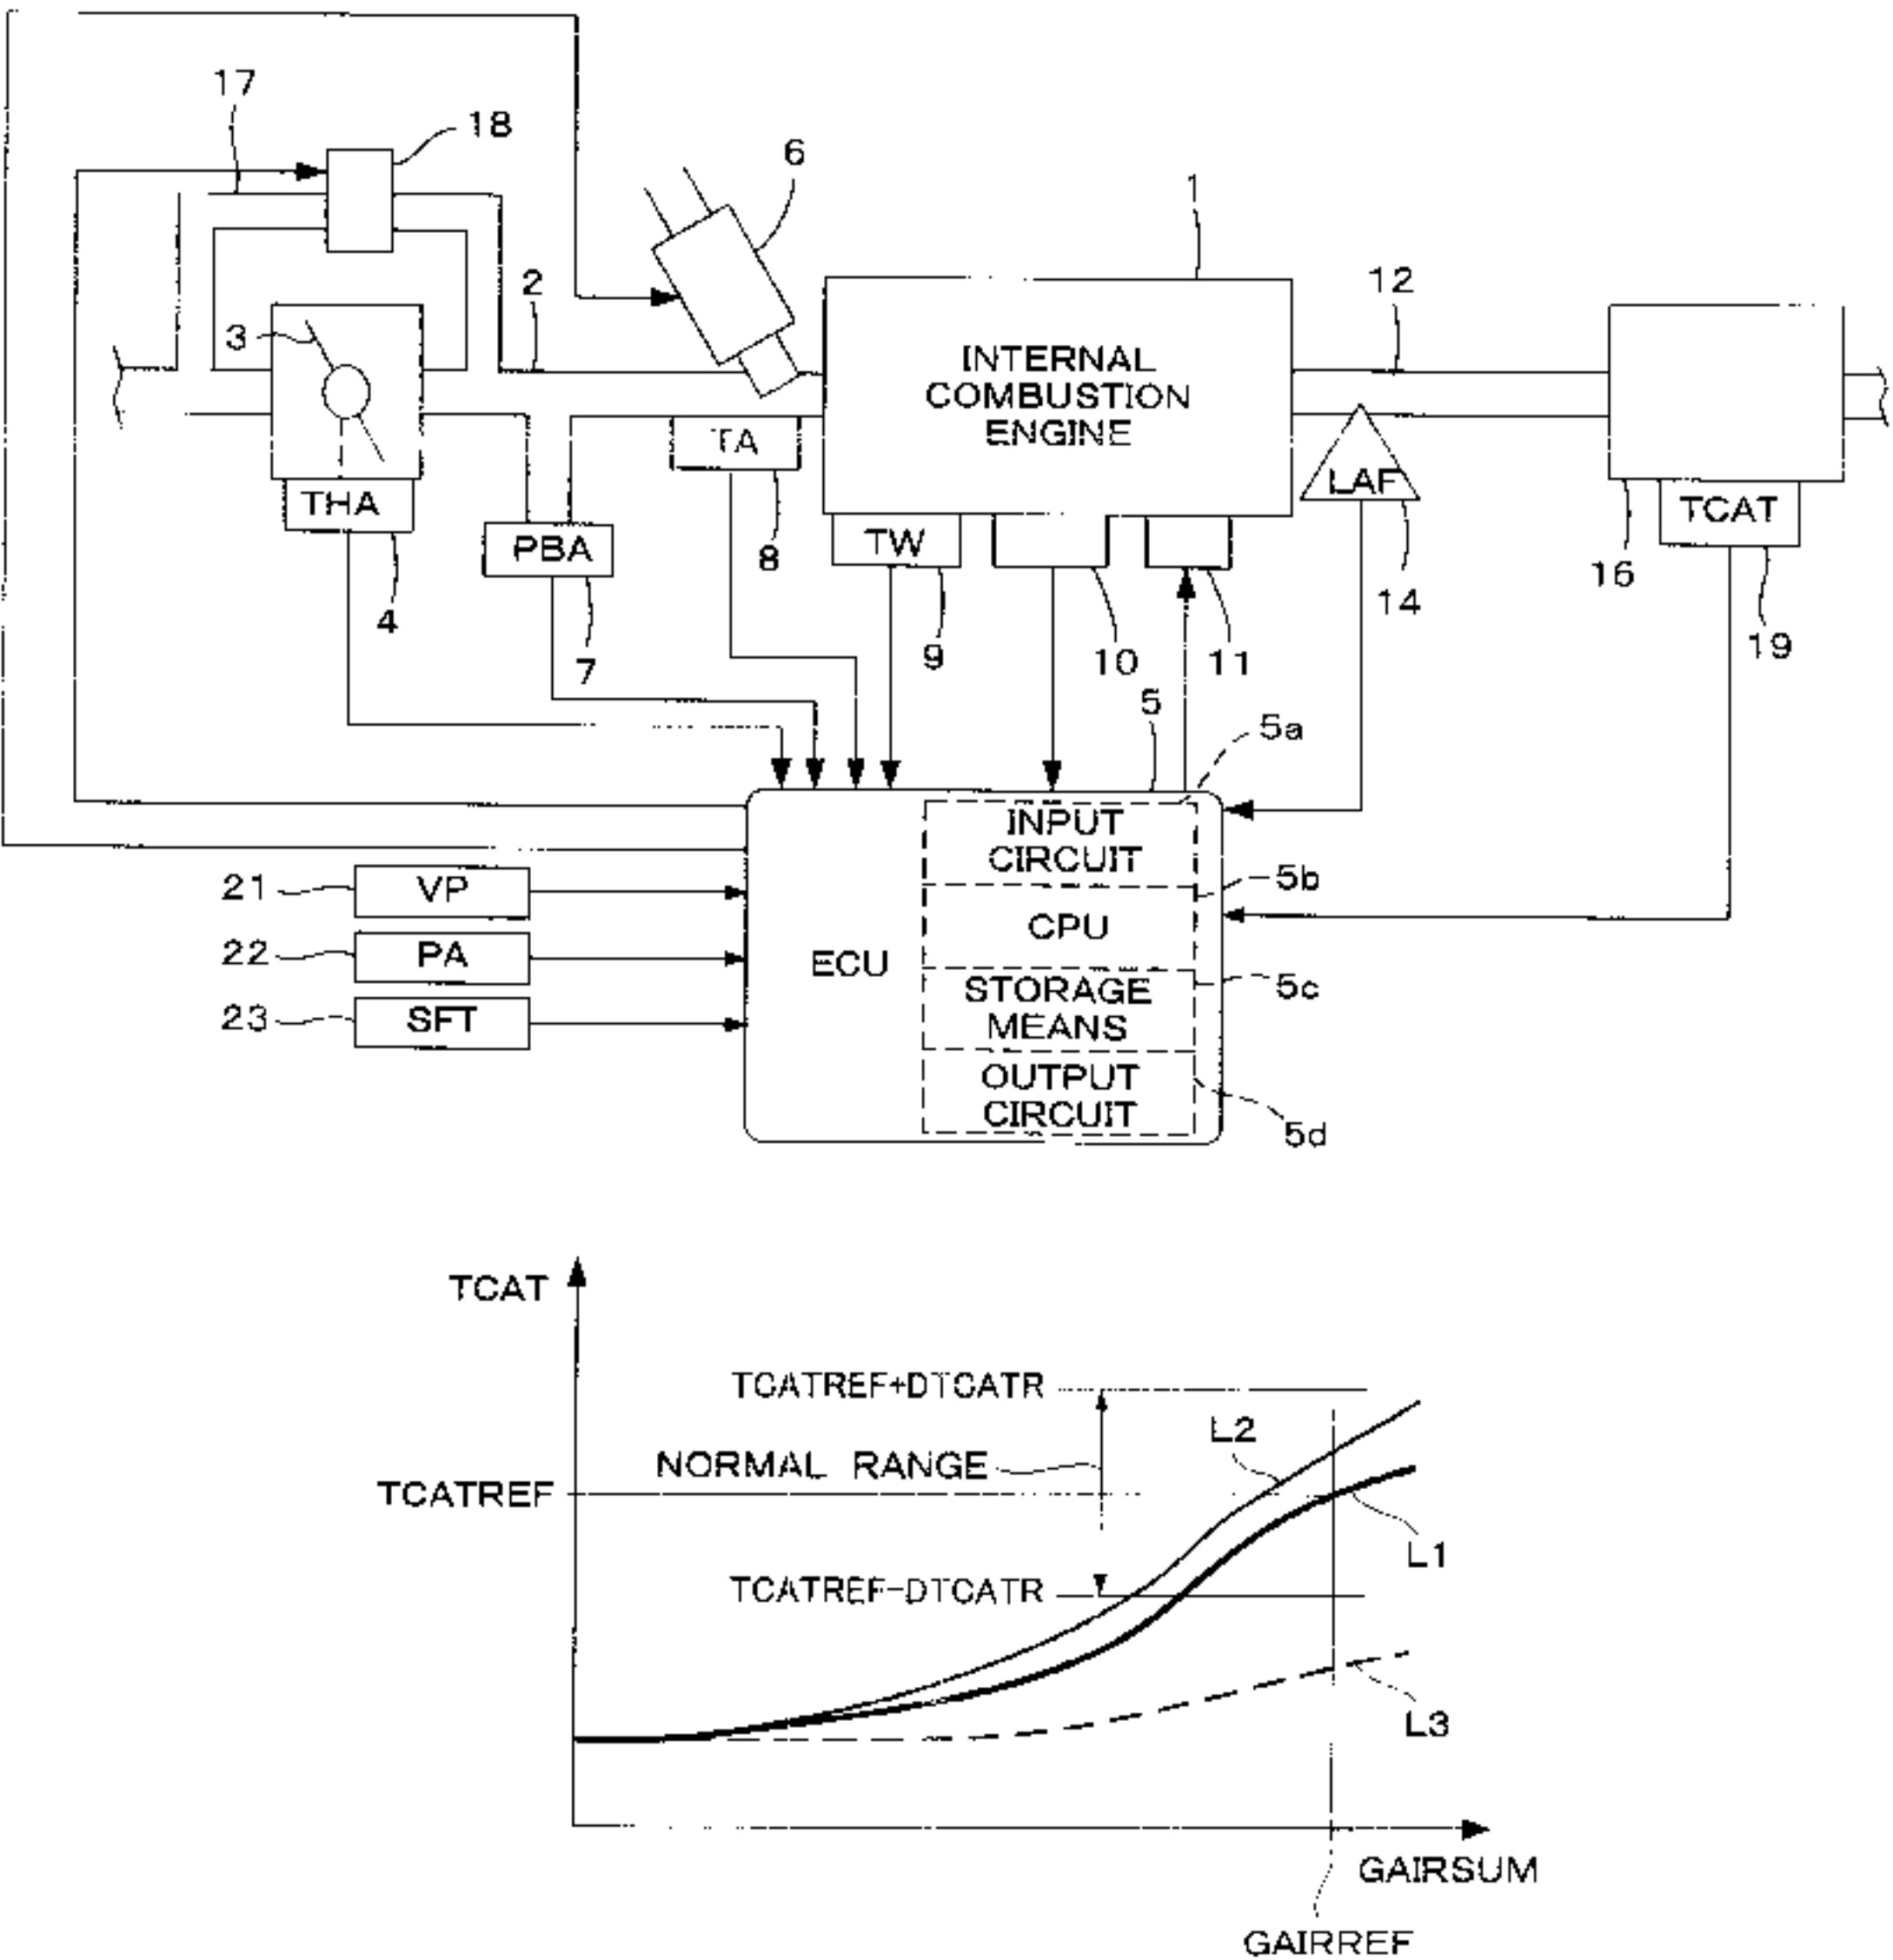 17
18
6
1
2
12
3
INTERNAL
COMBUSTION
ENGINE
TA
LAF
THA
TCAT
PBA
TW
8
16
14
4
19
7
9
10
11
5
5a
INPUT
CIRCUIT
21 VP
5b
CPU
22 PA
ECU
5c
STORAGE
MEANS
23 SFT
OUTPUT
CIRCUIT
5d
TCAT
TCATREF+DTCATR
L2
NORMAL RANGE
TCATREF
L1
TCATREF-DTCATR
L3
GAIRSUM
GAIRREF